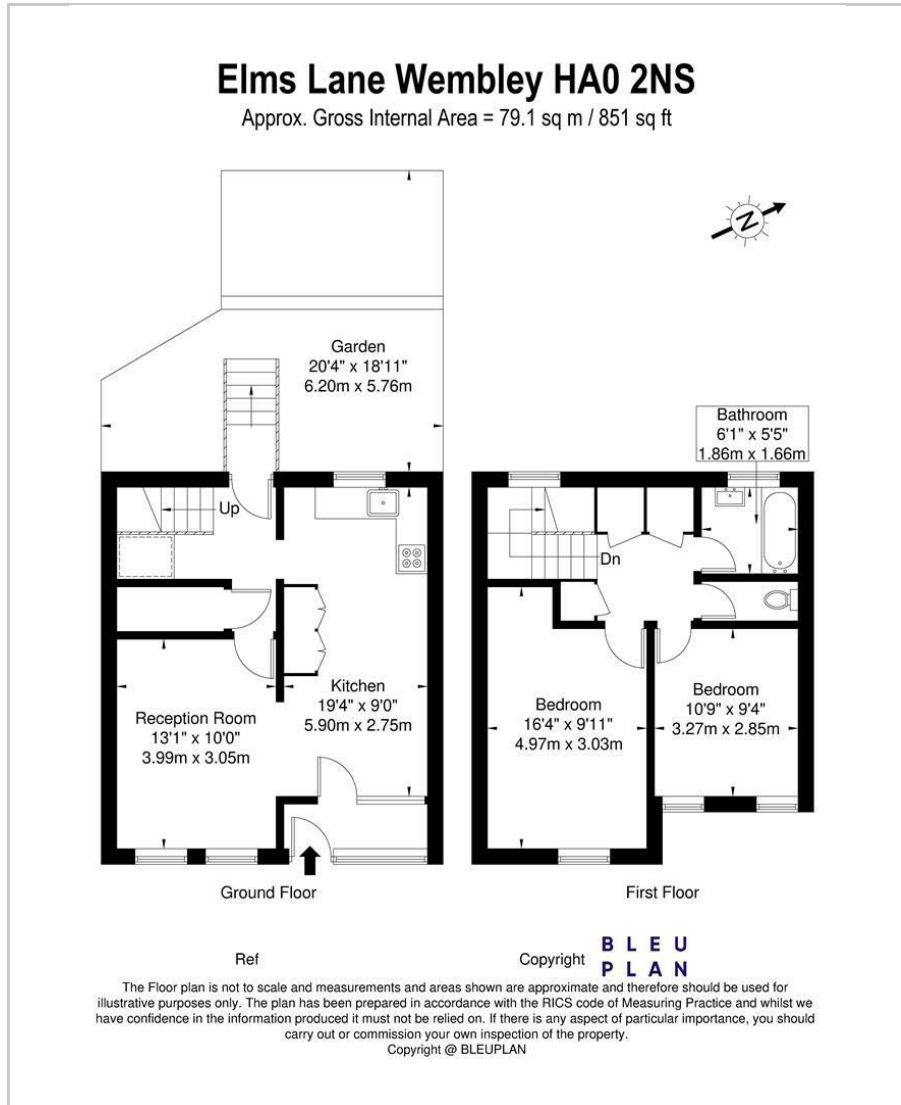 Elms Lane Wembley HA0 2NS
Approx. Gross Internal Area = 79.1 sq m / 851 sq ft
N
Garden
20'4" x 18'11"
6.20m x 5.76m
Up
Kitchen
19'4" x 9'0"
5.90m x 2.75m
Reception Room
13'1" x 10'0"
3.99m x 3.05m
Ground Floor
Bathroom
6'1" x 5'5"
1.86m x 1.66m
Dn
Bedroom
16'4" x 9'11"
4.97m x 3.03m
Bedroom
10'9" x 9'4"
3.27m x 2.85m
First Floor
Ref
Copyright
BLEU
PLAN
The Floor plan is not to scale and measurements and areas shown are approximate and therefore should be used for
illustrative purposes only. The plan has been prepared in accordance with the RICS code of Measuring Practice and whilst we
have confidence in the information produced it must not be relied on. If there is any aspect of particular importance, you should
carry out or commission your own inspection of the property.
Copyright @ BLEUPLAN